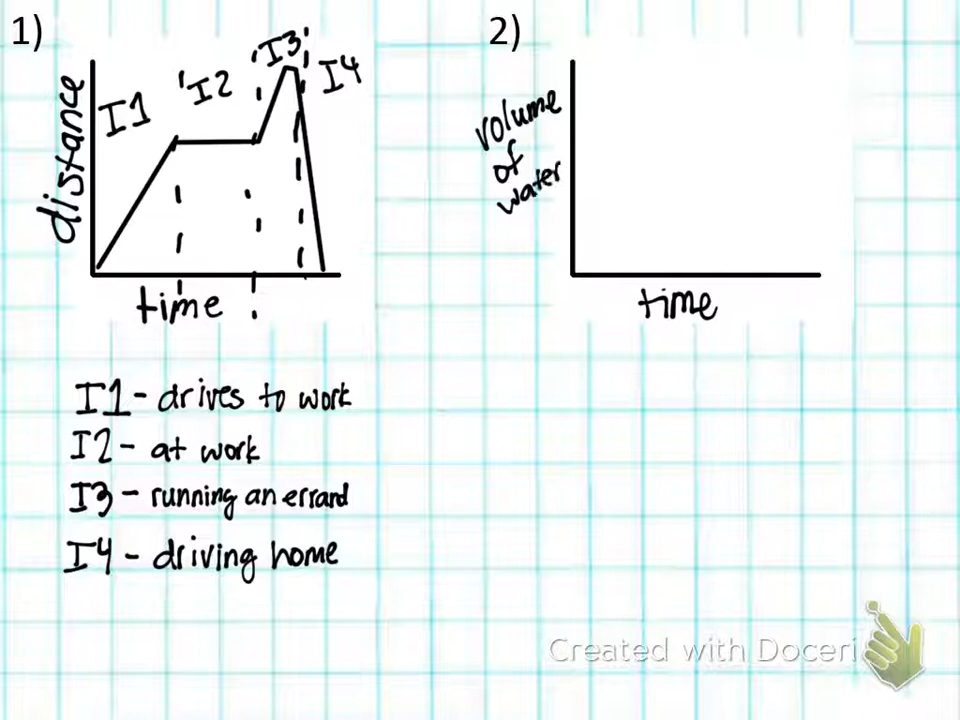 1)
distance
I1
I2
I3
I4
time
I1 - drives to work
I2 - at work
I3 - running an errand
I4 - driving home
2)
volume
of
water
time
Created with Doceri